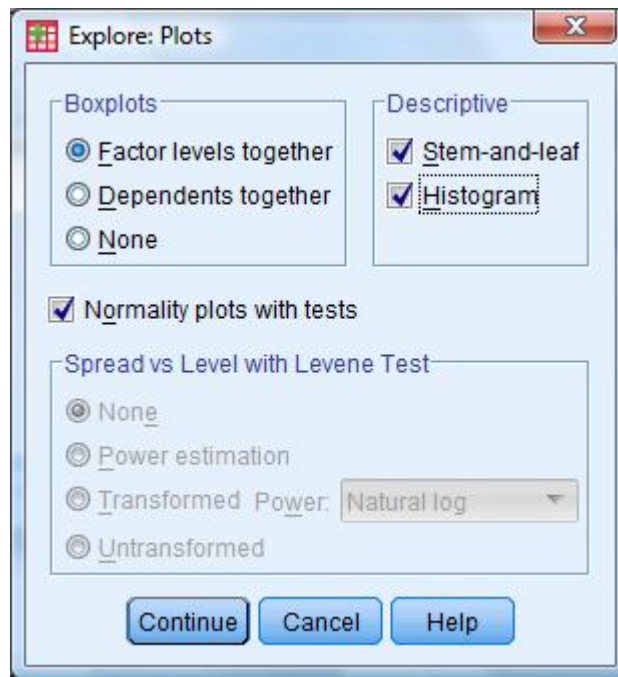 Explore: Plots
Boxplots
Factor levels together
Dependents together
None
Descriptive
Stem-and-leaf
Histogram
Normality plots with tests
Spread vs Level with Levene Test
None
Power estimation
Transformed Power: Natural log
Untransformed
Continue Cancel Help